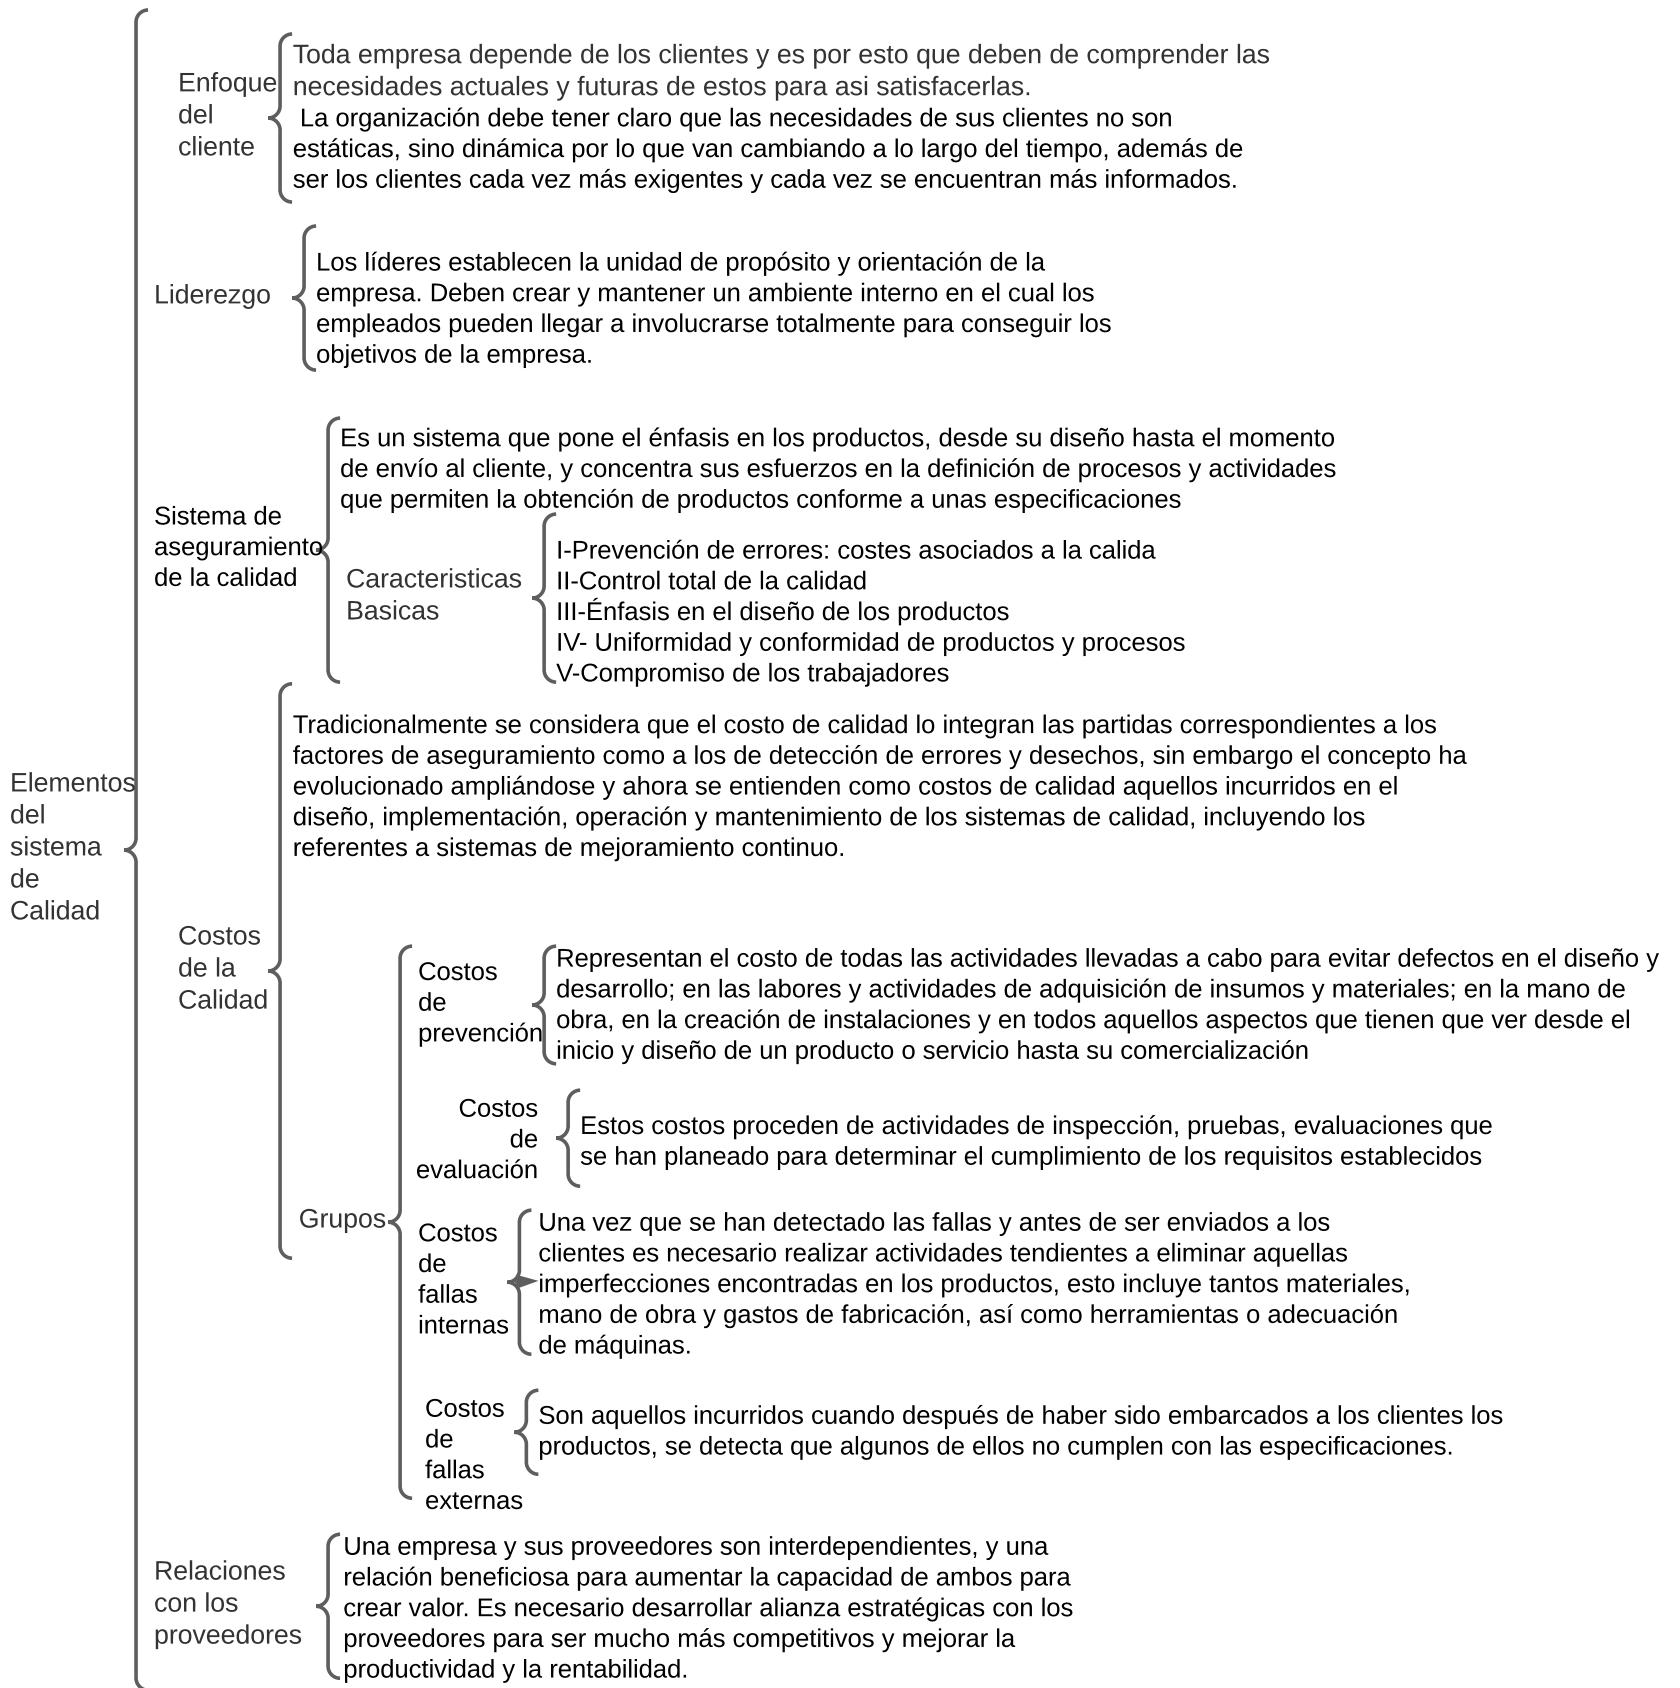 Elementos
del
sistema
de
Calidad
Enfoque
del
cliente
Toda empresa depende de los clientes y es por esto que deben de comprender las
necesidades actuales y futuras de estos para asi satisfacerlas.
La organización debe tener claro que las necesidades de sus clientes no son
estáticas, sino dinámica por lo que van cambiando a lo largo del tiempo, además de
ser los clientes cada vez más exigentes y cada vez se encuentran más informados.
Liderezgo
Los líderes establecen la unidad de propósito y orientación de la
empresa. Deben crear y mantener un ambiente interno en el cual los
empleados pueden llegar a involucrarse totalmente para conseguir los
objetivos de la empresa.
Sistema de
aseguramiento
de la calidad
Es un sistema que pone el énfasis en los productos, desde su diseño hasta el momento
de envío al cliente, y concentra sus esfuerzos en la definición de procesos y actividades
que permiten la obtención de productos conforme a unas especificaciones
Caracteristicas
Basicas
I-Prevención de errores: costes asociados a la calida
II-Control total de la calidad
III-Énfasis en el diseño de los productos
IV- Uniformidad y conformidad de productos y procesos
V-Compromiso de los trabajadores
Costos
de la
Calidad
Tradicionalmente se considera que el costo de calidad lo integran las partidas correspondientes a los
factores de aseguramiento como a los de detección de errores y desechos, sin embargo el concepto ha
evolucionado ampliándose y ahora se entienden como costos de calidad aquellos incurridos en el
diseño, implementación, operación y mantenimiento de los sistemas de calidad, incluyendo los
referentes a sistemas de mejoramiento continuo.
Grupos
Costos
de
prevención
Representan el costo de todas las actividades llevadas a cabo para evitar defectos en el diseño y
desarrollo; en las labores y actividades de adquisición de insumos y materiales; en la mano de
obra, en la creación de instalaciones y en todos aquellos aspectos que tienen que ver desde el
inicio y diseño de un producto o servicio hasta su comercialización
Costos
de
evaluación
Estos costos proceden de actividades de inspección, pruebas, evaluaciones que
se han planeado para determinar el cumplimiento de los requisitos establecidos
Costos
de
fallas
internas
Una vez que se han detectado las fallas y antes de ser enviados a los
clientes es necesario realizar actividades tendientes a eliminar aquellas
imperfecciones encontradas en los productos, esto incluye tantos materiales,
mano de obra y gastos de fabricación, así como herramientas o adecuación
de máquinas.
Costos
de
fallas
externas
Son aquellos incurridos cuando después de haber sido embarcados a los clientes los
productos, se detecta que algunos de ellos no cumplen con las especificaciones.
Relaciones
con los
proveedores
Una empresa y sus proveedores son interdependientes, y una
relación beneficiosa para aumentar la capacidad de ambos para
crear valor. Es necesario desarrollar alianza estratégicas con los
proveedores para ser mucho más competitivos y mejorar la
productividad y la rentabilidad.